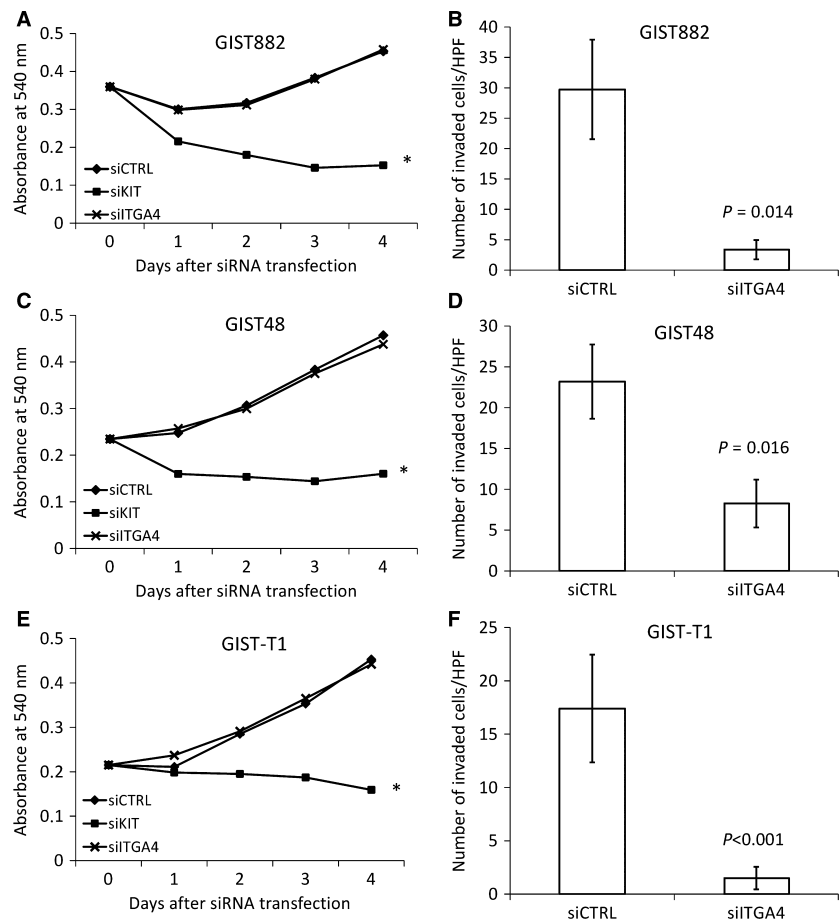 A
GIST882
Absorbance at 540 nm
0.5
0.4
0.3
0.2
0.1
0
siCTRL
siKIT
siITGA4
*
0 1 2 3 4
Days after siRNA transfection
B
GIST882
Number of invaded cells/HPF
40
35
30
25
20
15
10
5
0
P = 0.014
siCTRL siITGA4
C
GIST48
Absorbance at 540 nm
0.5
0.4
0.3
0.2
0.1
0
siCTRL
siKIT
siITGA4
*
0 1 2 3 4
Days after siRNA transfection
D
GIST48
Number of invaded cells/HPF
30
25
20
15
10
5
0
P = 0.016
siCTRL siITGA4
E
GIST-T1
Absorbance at 540 nm
0.5
0.4
0.3
0.2
0.1
0
siCTRL
siKIT
siITGA4
*
0 1 2 3 4
Days after siRNA transfection
F
GIST-T1
Number of invaded cells/HPF
25
20
15
10
5
0
P<0.001
siCTRL siITGA4